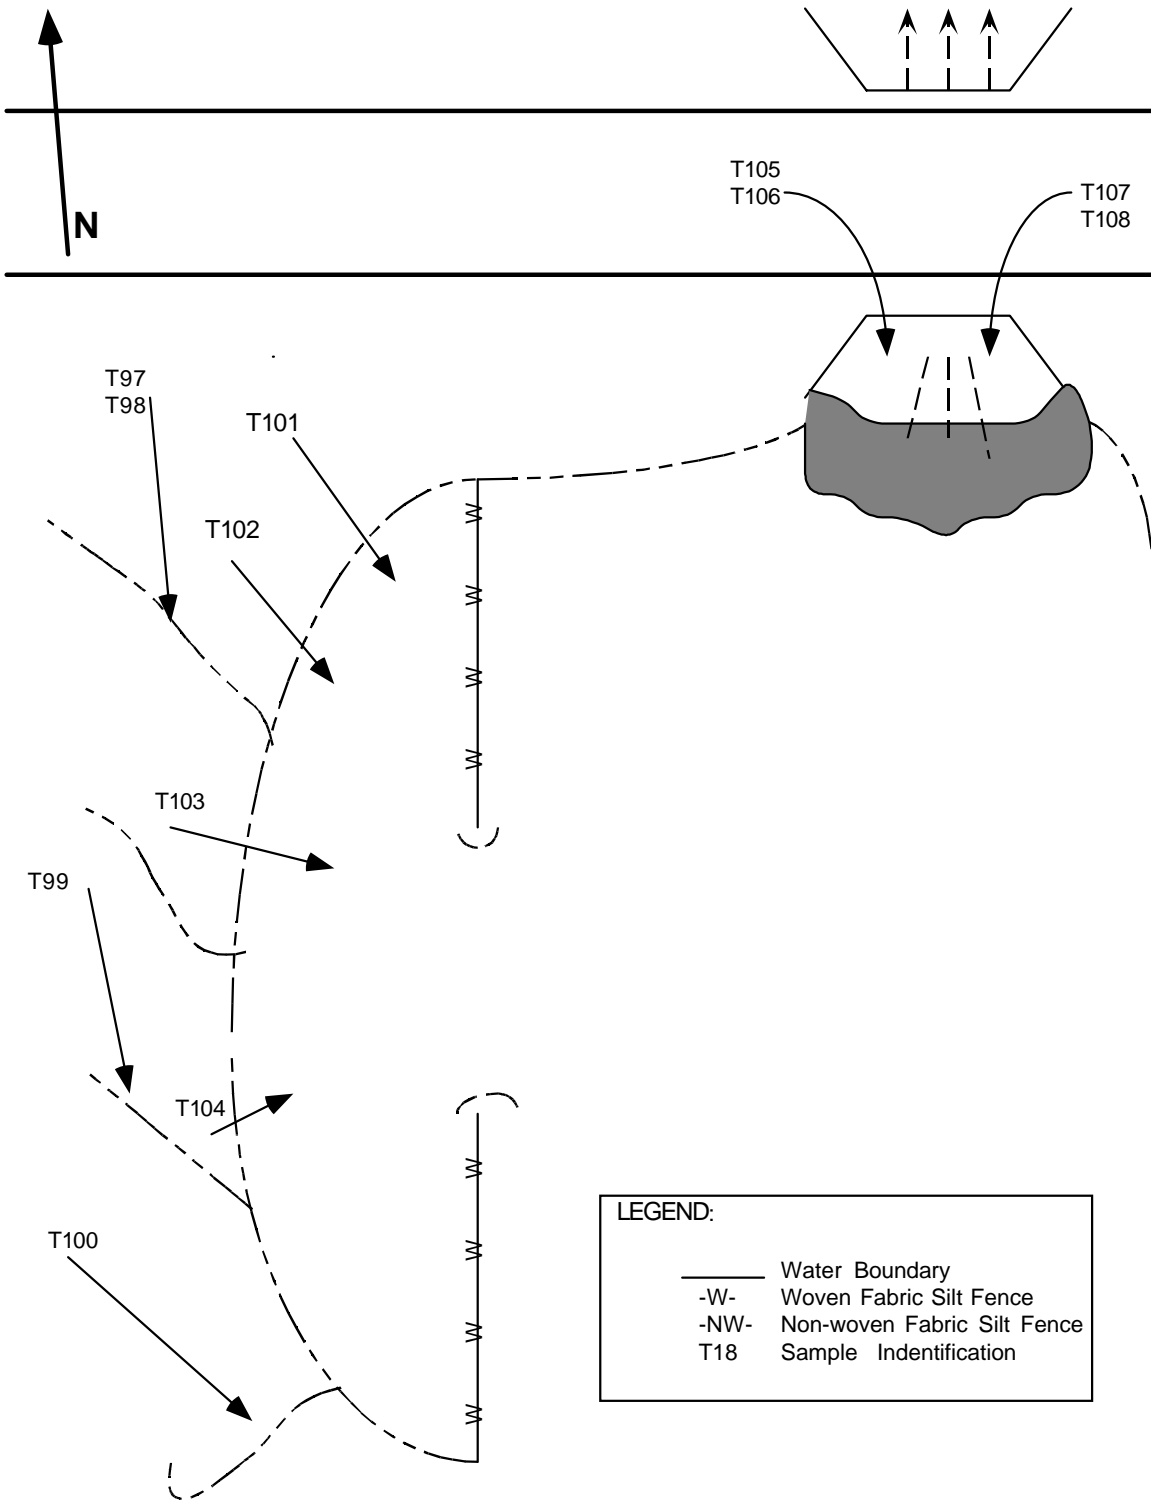 N
T105
T106
T107
T108
T97
T98
T101
T102
T103
T99
T104
T100
W
W
W
W
W
W
W
W
LEGEND:
Water Boundary
-W- Woven Fabric Silt Fence
-NW- Non-woven Fabric Silt Fence
T18 Sample Indentification